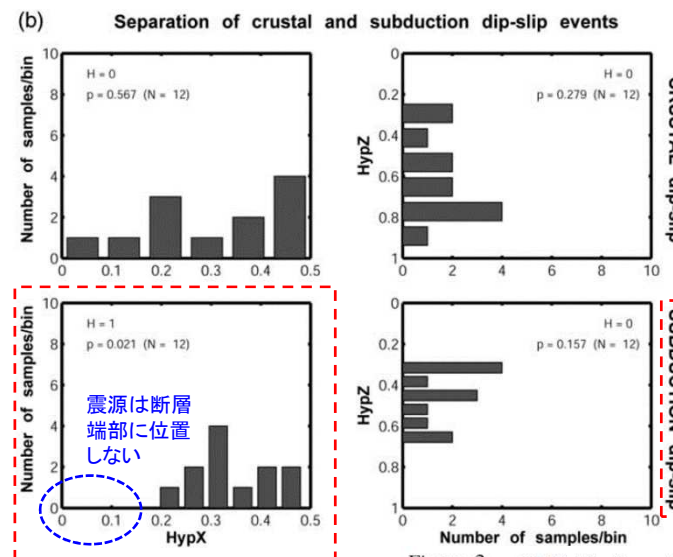 (b)
Separation of crustal and subduction dip-slip events
Number of samples/bin
10
8
6
4
2
0
H = 0
p = 0.567 (N = 12)
0
0.1
0.2
0.3
0.4
0.5
HypZ
0
0.2
0.4
0.6
0.8
1
H = 0
p = 0.279 (N = 12)
0
2
4
6
8
10
CRUSTAL dip-slip
Number of samples/bin
10
8
6
4
2
0
H = 1
p = 0.021 (N = 12)
震源は断層
端部に位置
しない
0
0.1
0.2
0.3
0.4
0.5
HypX
HypZ
0
0.2
0.4
0.6
0.8
1
H = 0
p = 0.157 (N = 12)
0
2
4
6
8
10
Number of samples/bin
SUBDUCTION dip-slip